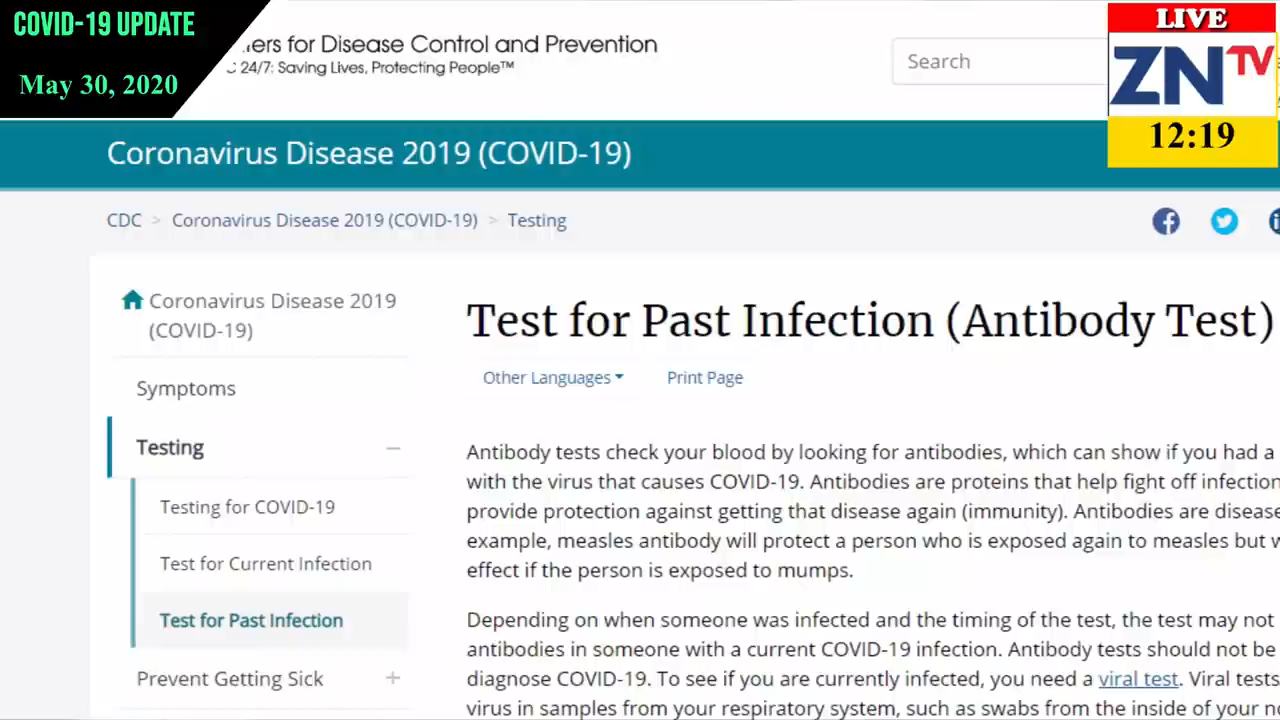 COVID-19 UPDATE
May 30, 2020
for Disease Control and Prevention
24/7: Saving Lives, Protecting People™
Search
LIVE
ZNTV
12:19
Coronavirus Disease 2019 (COVID-19)
CDC > Coronavirus Disease 2019 (COVID-19) > Testing
Coronavirus Disease 2019
(COVID-19)
Symptoms
Testing
Testing for COVID-19
Test for Current Infection
Test for Past Infection
Prevent Getting Sick
Test for Past Infection (Antibody Test)
Other Languages
Print Page
Antibody tests check your blood by looking for antibodies, which can show if you had a
with the virus that causes COVID-19. Antibodies are proteins that help fight off infection
provide protection against getting that disease again (immunity). Antibodies are disease
example, measles antibody will protect a person who is exposed again to measles but
effect if the person is exposed to mumps.
Depending on when someone was infected and the timing of the test, the test may not
antibodies in someone with a current COVID-19 infection. Antibody tests should not be
diagnose COVID-19. To see if you are currently infected, you need a viral test. Viral tests
virus in samples from your respiratory system, such as swabs from the inside of your